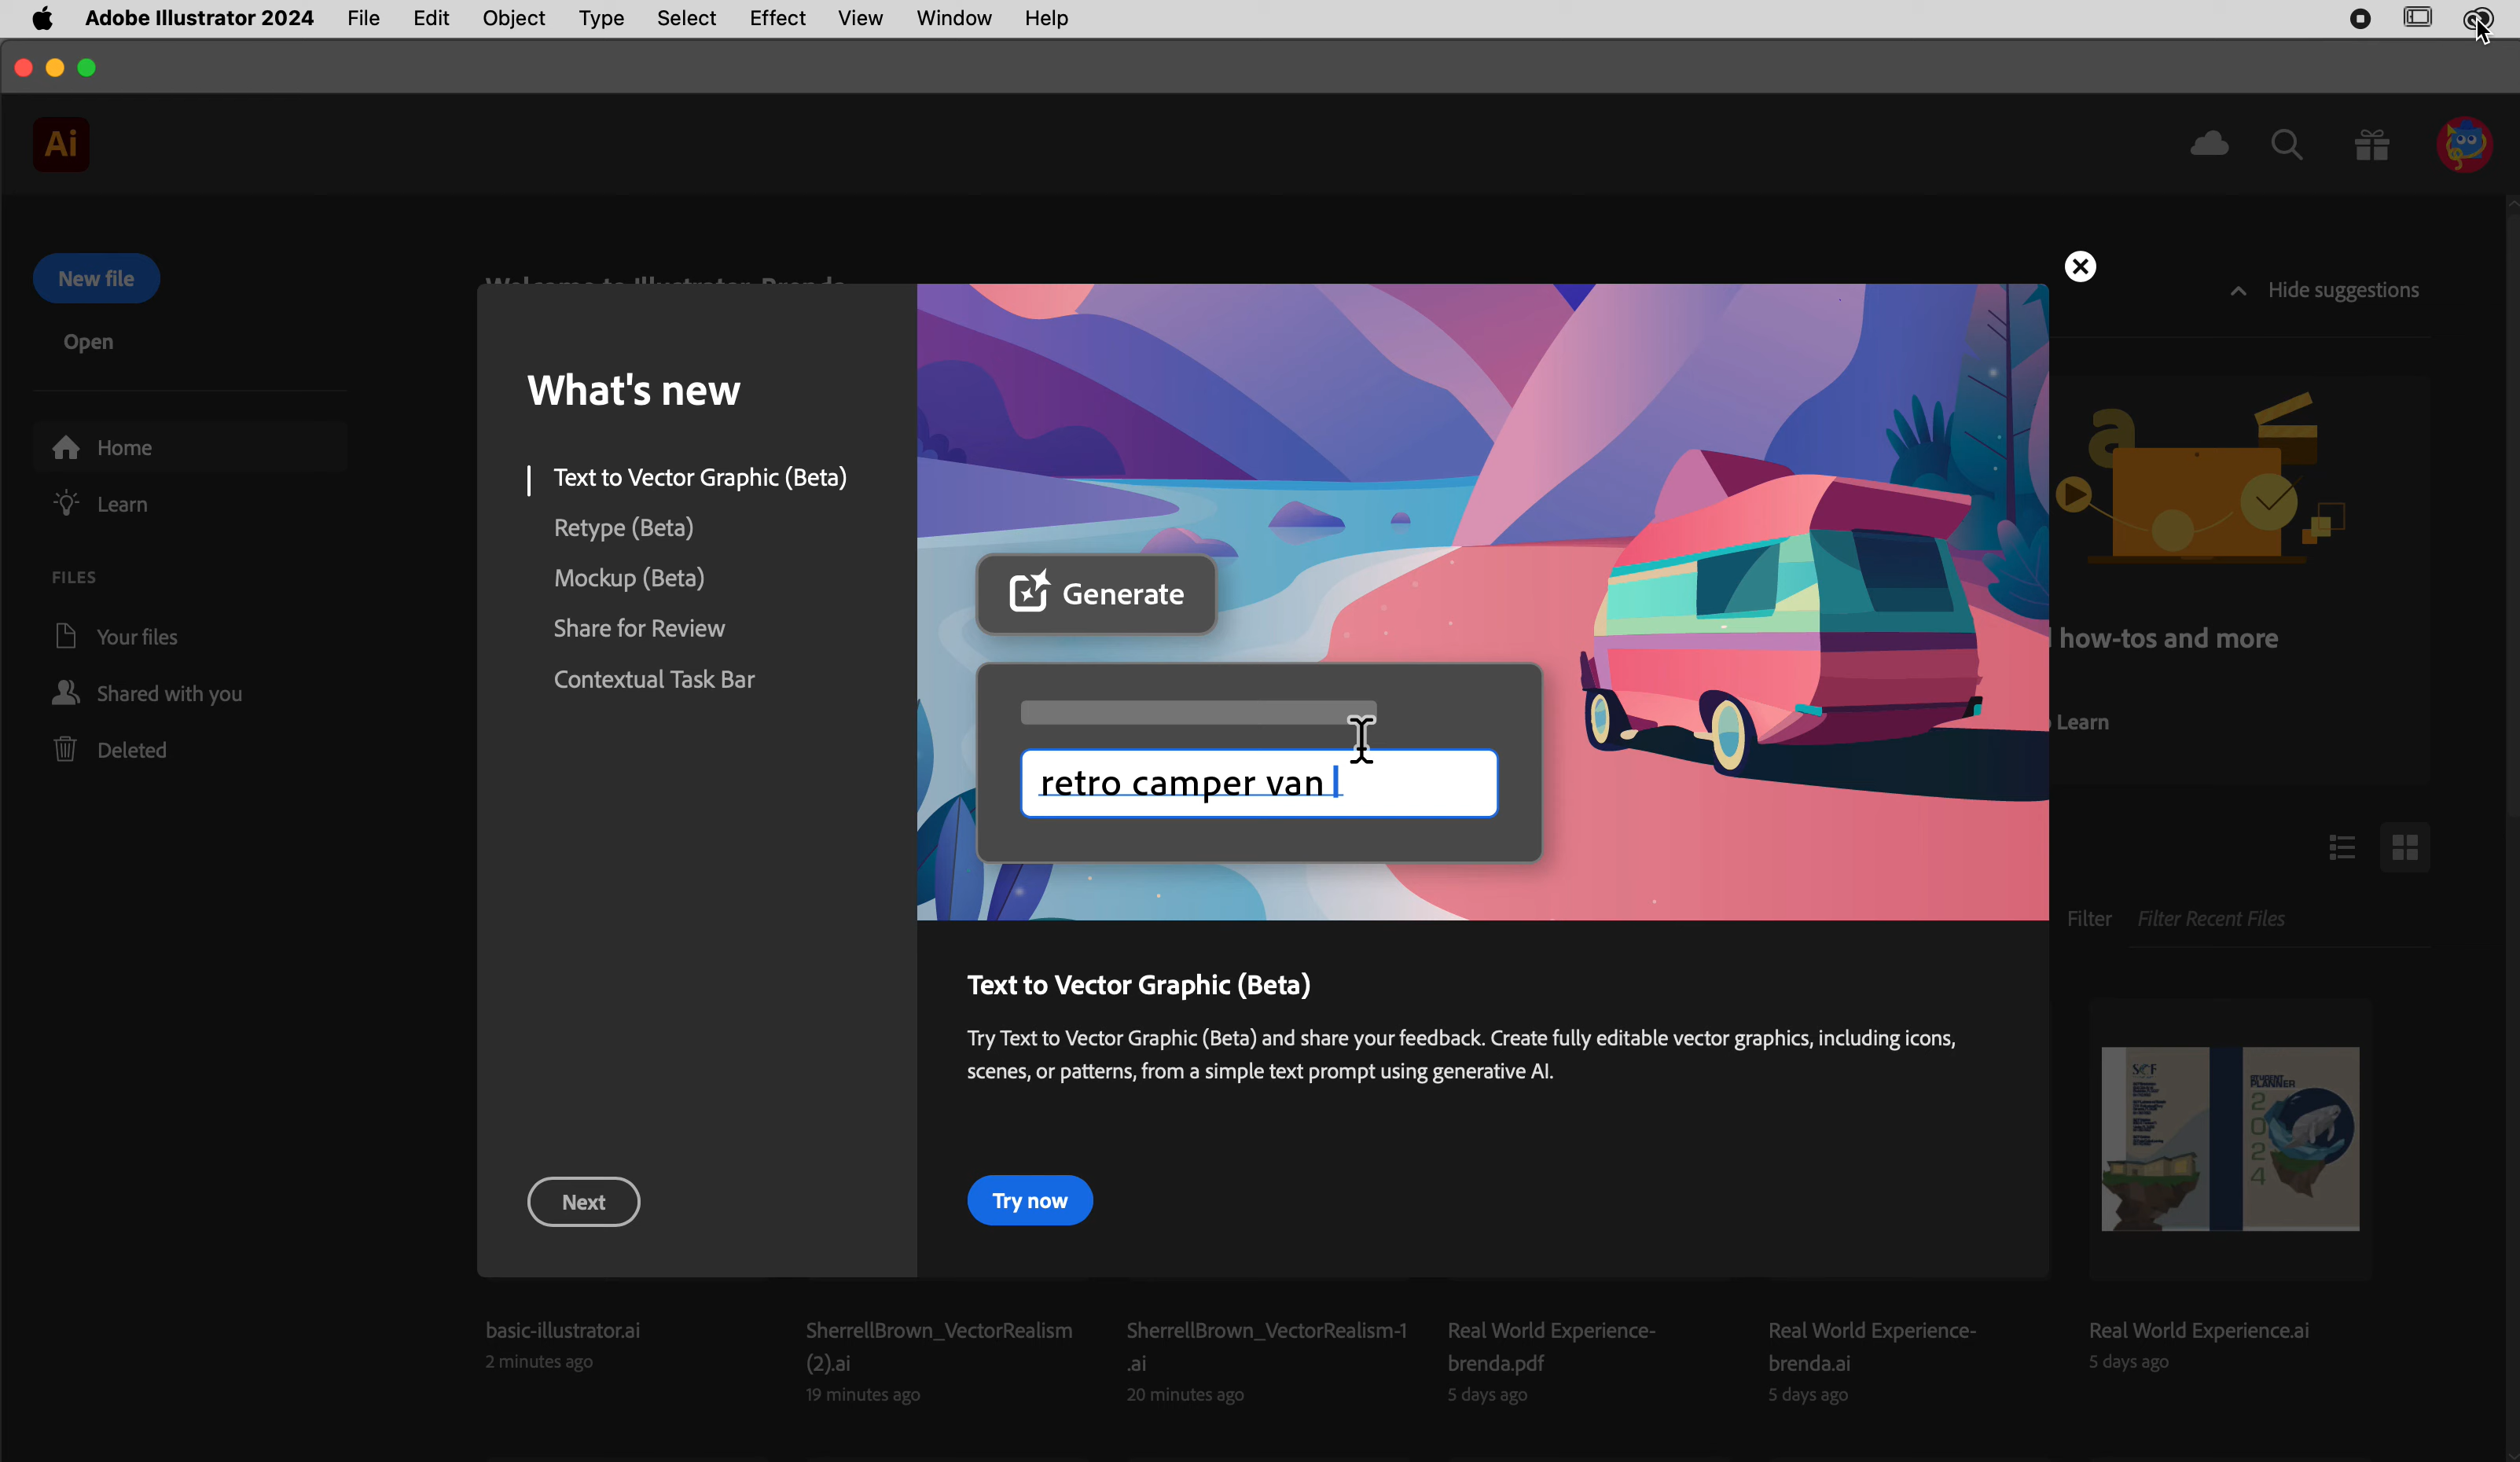 Adobe Illustrator 2024 File Edit Object Type Select Effect View Window Help
Ai
New file
Open
Hide suggestions
Home
Learn
FILES
Your files
Shared with you
Deleted
What's new
Text to Vector Graphic (Beta)
Retype (Beta)
Mockup (Beta)
Share for Review
Contextual Task Bar
Next
Generate
retro camper van
Text to Vector Graphic (Beta)
Try Text to Vector Graphic (Beta) and share your feedback. Create fully editable vector graphics, including icons,
scenes, or patterns, from a simple text prompt using generative AI.
Try now
a
how-tos and more
Learn
Filter Filter Recent Files
SCF
STUDENT
PLANNER
2
0
2
4
basic-illustrator.ai
2 minutes ago
SherrellBrown_VectorRealism
(2).ai
19 minutes ago
SherrellBrown_VectorRealism-1
.ai
20 minutes ago
Real World Experience-
brenda.pdf
5 days ago
Real World Experience-
brenda.ai
5 days ago
Real World Experience.ai
5 days ago